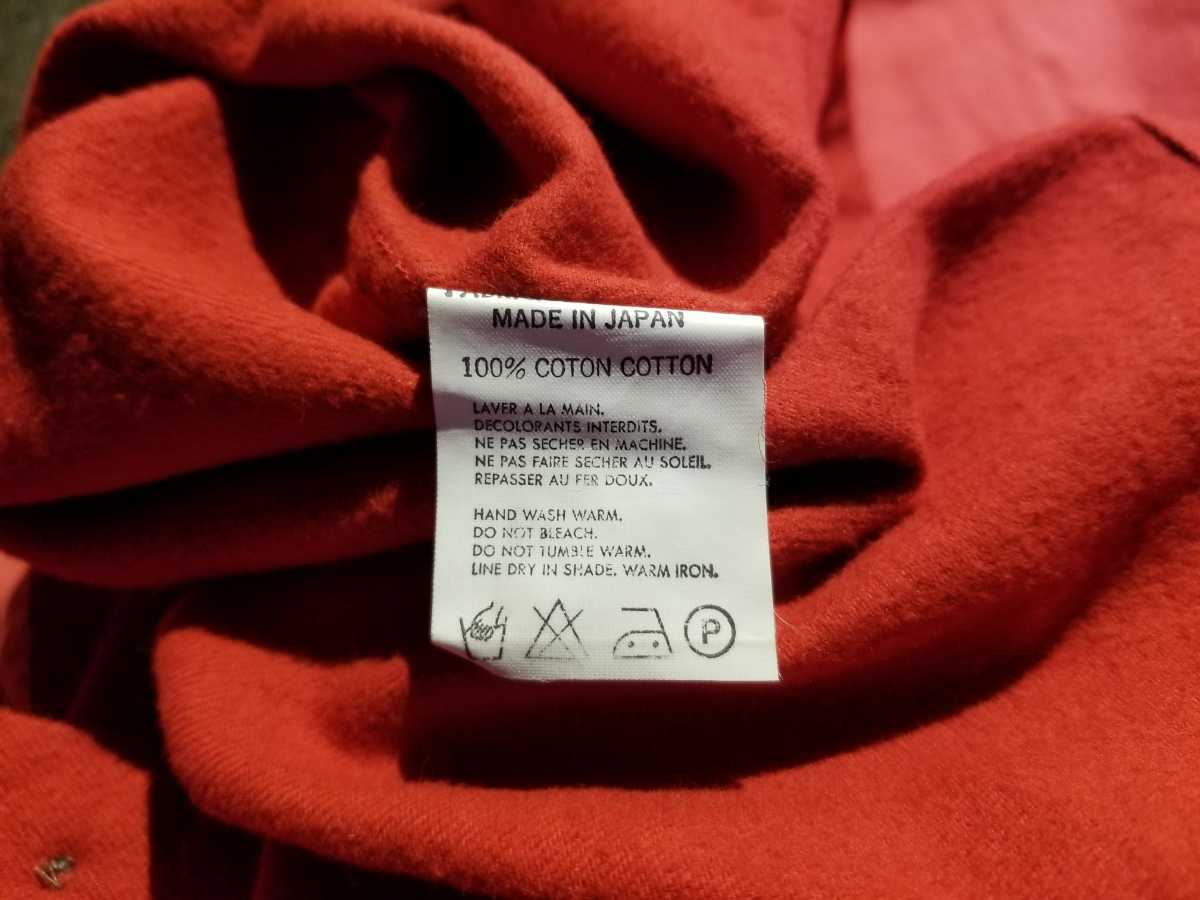 MADE IN JAPAN
100% COTON COTTON
LAVER A LA MAIN.
DECOLORANTS INTERDITS.
NE PAS SECHER EN MACHINE.
NE PAS FAIRE SECHER AU SOLEIL.
REPASSER AU FER DOUX.
HAND WASH WARM.
DO NOT BLEACH.
DO NOT TUMBLE WARM.
LINE DRY IN SHADE. WARM IRON.
P